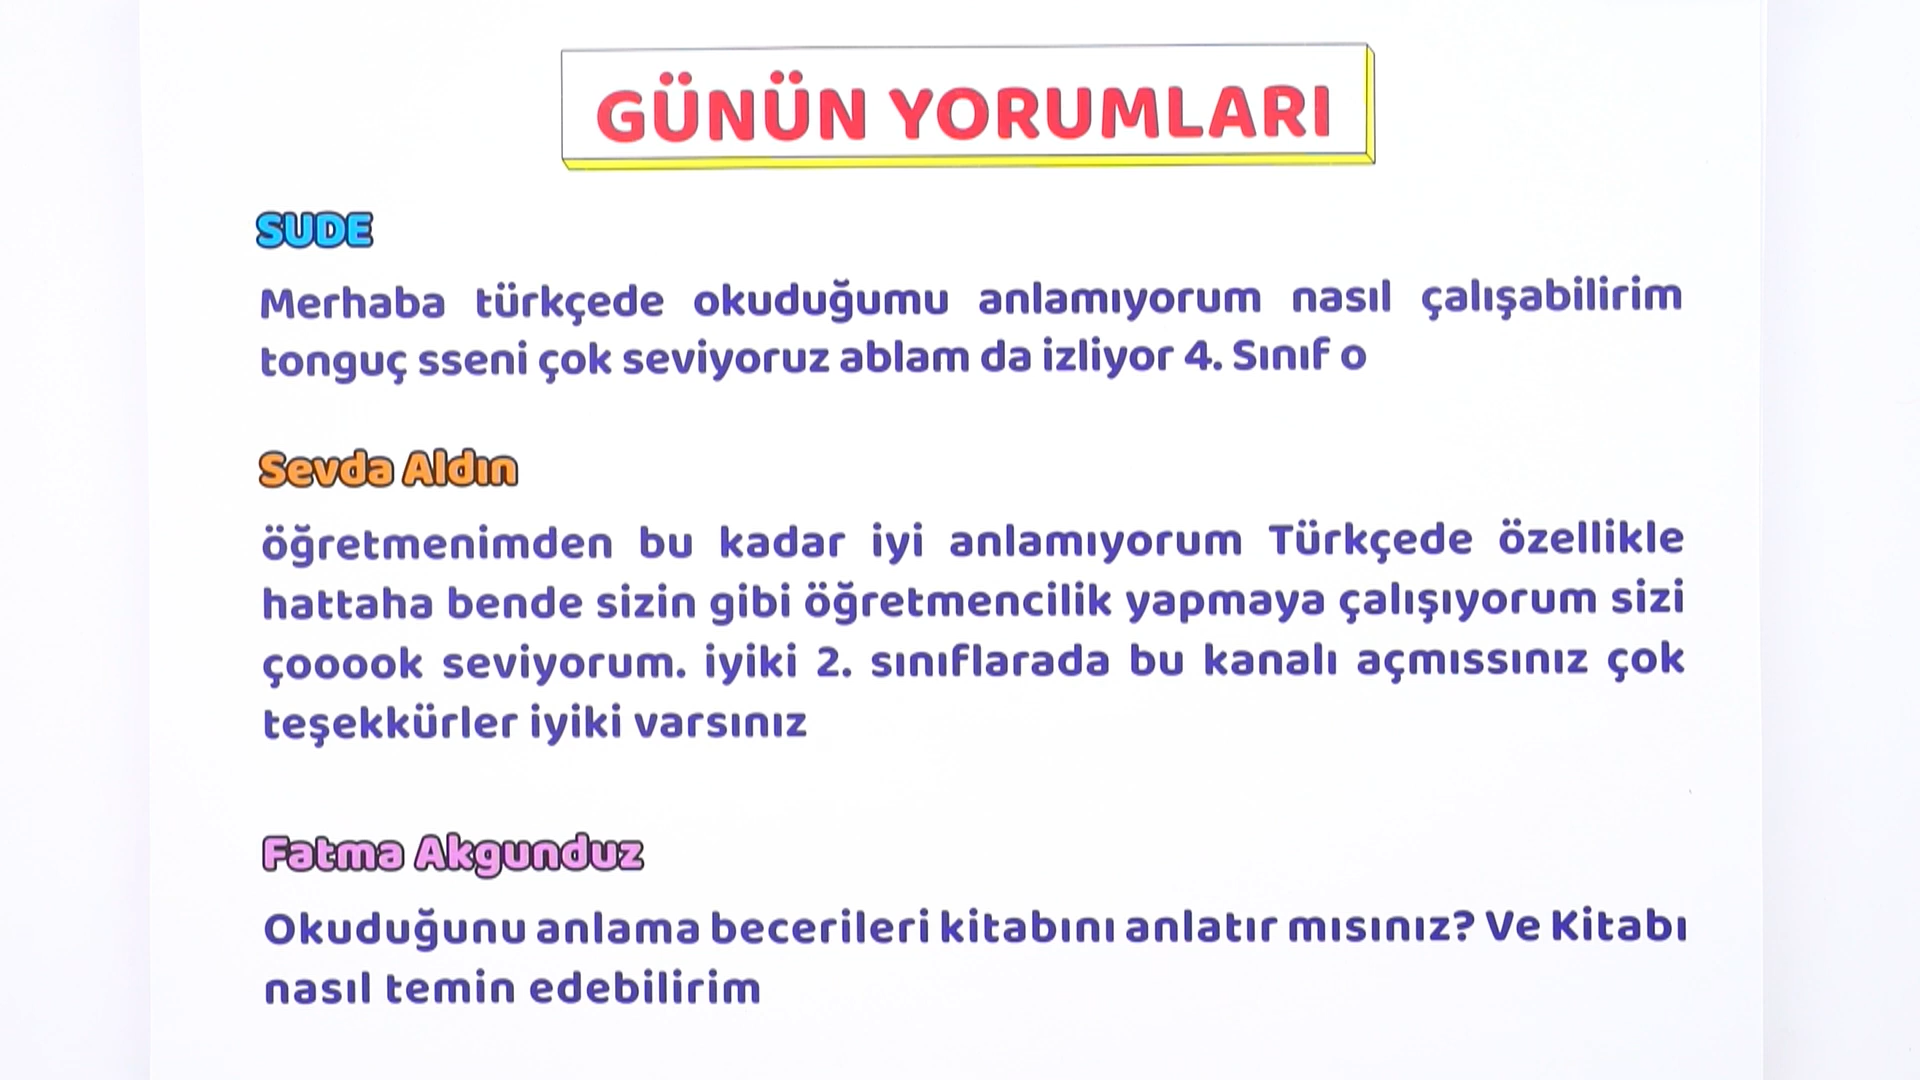 GÜNÜN YORUMLARI
SUDE
Merhaba türkçede okuduğumu anlamıyorum nasıl çalışabilirim
tonguç sseni çok seviyoruz ablam da izliyor 4. Sınıf o
Sevda Aldın
öğretmenimden bu kadar iyi anlamıyorum Türkçede özellikle
hattaha bende sizin gibi öğretmencilik yapmaya çalışıyorum sizi
çooook seviyorum. iyiki 2. sınıflarada bu kanalı açmıssınız çok
teşekkürler iyiki varsınız
Fatma Akgunduz
Okuduğunu anlama becerileri kitabını anlatır mısınız? Ve Kitabı
nasıl temin edebilirim